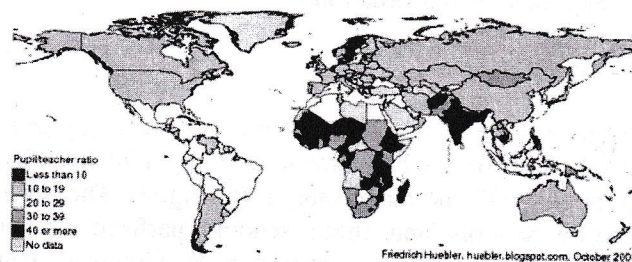 Pupil/teacher ratio
Less than 10
10 to 19
20 to 29
30 to 39
40 or more
No data
Friedrich Huebler, huebler.blogspot.com, October 200